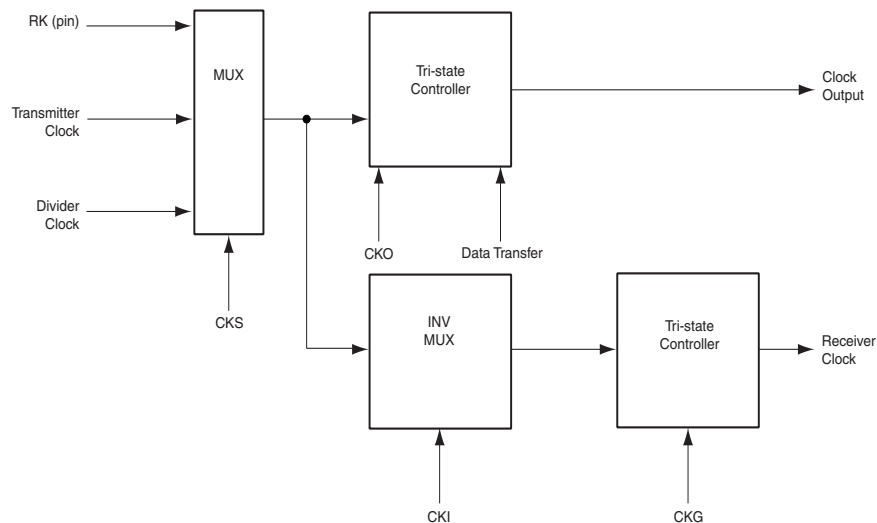 RK (pin)
MUX
Tri-state
Controller
Clock
Output
Transmitter
Clock
Divider
Clock
CKO
Data Transfer
CKS
INV
MUX
Tri-state
Controller
Receiver
Clock
CKI
CKG